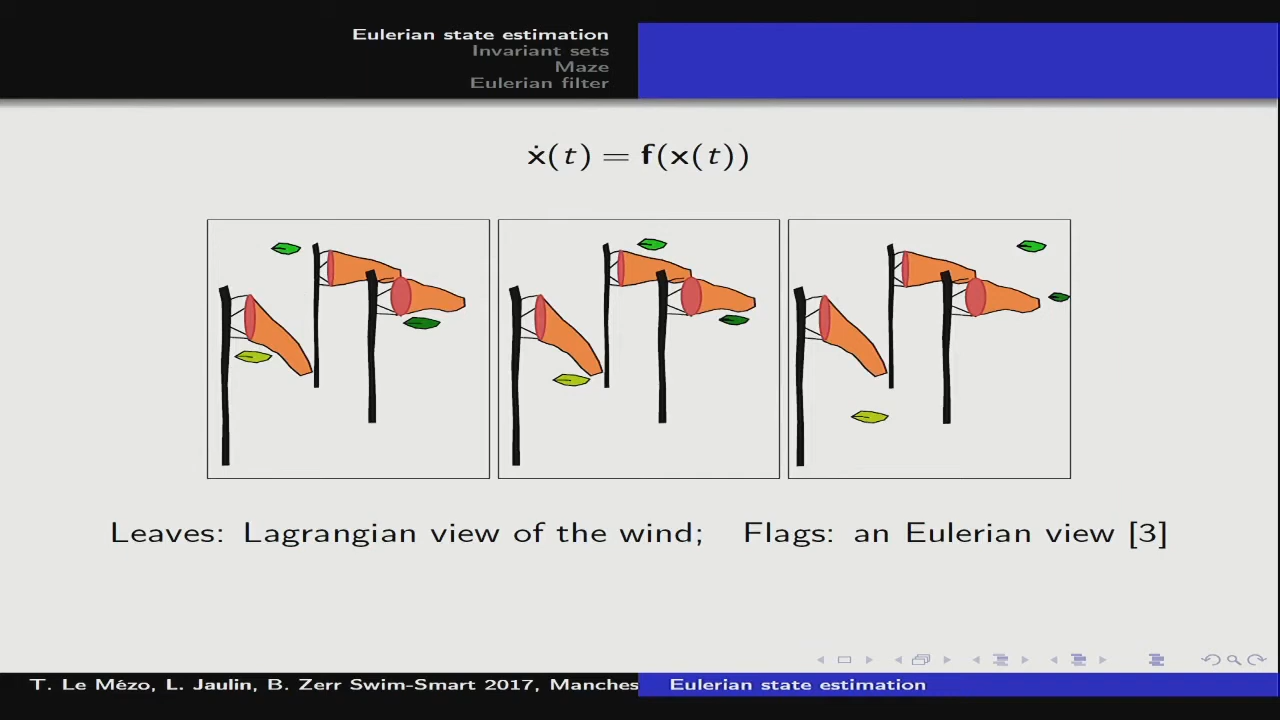 Eulerian state estimation
Invariant sets
Maze
Eulerian filter
ẋ(t) = f(x(t))
Leaves: Lagrangian view of the wind; Flags: an Eulerian view [3]
T. Le Mézo, L. Jaulin, B. Zerr Swim-Smart 2017, Manches
Eulerian state estimation